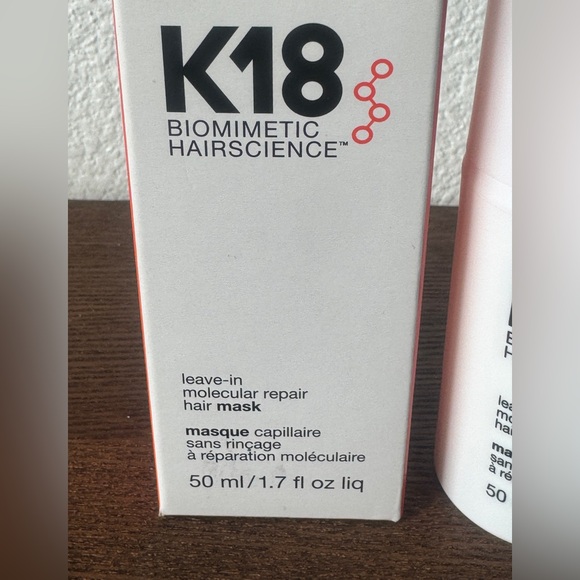 K18
BIOMIMETIC
HAIRSCIENCE™
leave-in
molecular repair
hair mask
masque capillaire
sans rinçage
à réparation moléculaire
50 ml/1.7 fl oz liq
50